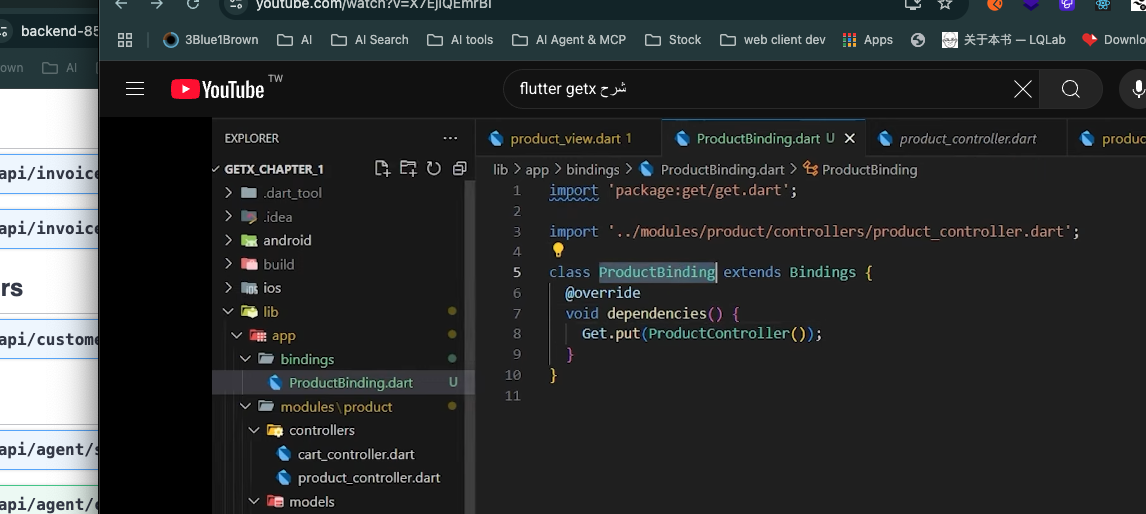 youtube.com/watch?v=X7EjlQEmrBI
backend-85
3Blue1Brown
AI
AI Search
AI tools
AI Agent & MCP
Stock
web client dev
Apps
关于本书 — LQLab
Downlo
own
AI
YouTube TW
flutter getx شرح
EXPLORER
product_view.dart 1
ProductBinding.dart U
product_controller.dart
produc
GETX_CHAPTER_1
lib > app > bindings > ProductBinding.dart > ProductBinding
.dart_tool
.idea
android
build
ios
lib
app
bindings
ProductBinding.dart U
modules\product
controllers
cart_controller.dart
product_controller.dart
models
1 import 'package:get/get.dart';
2
3 import '../modules/product/controllers/product_controller.dart';
4
5 class ProductBinding extends Bindings {
6 @override
7 void dependencies() {
8 Get.put(ProductController());
9 }
10 }
11
api/invoice
api/invoice
rs
api/custome
api/agent/s
api/agent/c